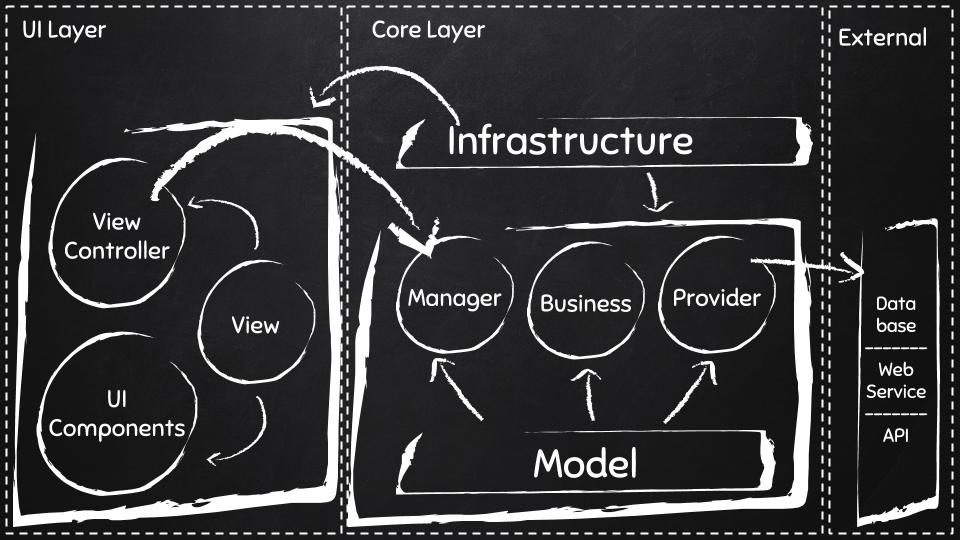 UI Layer
Core Layer
External
Infrastructure
View
Controller
View
UI
Components
Manager
Business
Provider
Model
Data
base
Web
Service
API